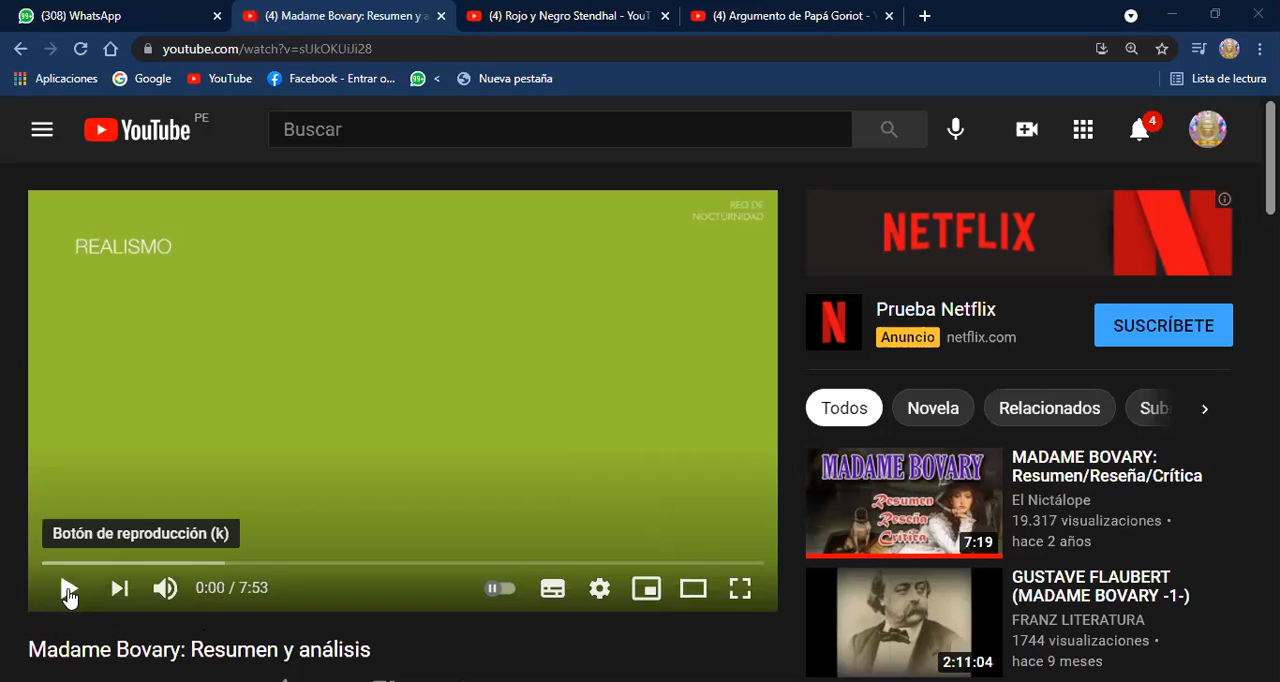 (308) WhatsApp
(4) Madame Bovary: Resumen y a
(4) Rojo y Negro Stendhal - YouT
(4) Argumento de Papá Goriot - Y
youtube.com/watch?v=sUkOKUiJi28
Aplicaciones
Google
YouTube
Facebook - Entrar o...
99+
<
Nueva pestaña
Lista de lectura
YouTube
PE
Buscar
4
REALISMO
REO DE
NOCTURNIDAD
NETFLIX
Prueba Netflix
Anuncio netflix.com
SUSCRÍBETE
Todos
Novela
Relacionados
Sub
MADAME BOVARY:
Resumen/Reseña/Crítica
El Nictálope
19.317 visualizaciones •
hace 2 años
MADAME BOVARY
Resumen
Reseña
Crítica
7:19
GUSTAVE FLAUBERT
(MADAME BOVARY -1-)
FRANZ LITERATURA
1744 visualizaciones •
hace 9 meses
2:11:04
Botón de reproducción (k)
0:00 / 7:53
Madame Bovary: Resumen y análisis